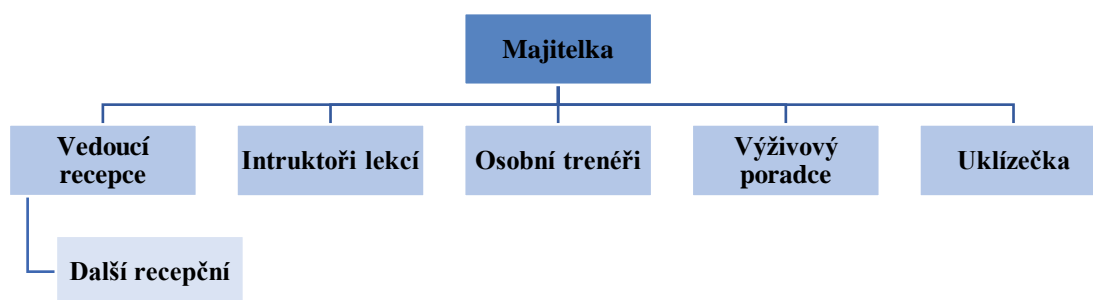 Majitelka
Vedoucí
recepce
Intruktoři lekcí
Osobní trenéři
Výživový
poradce
Uklízečka
Další recepční